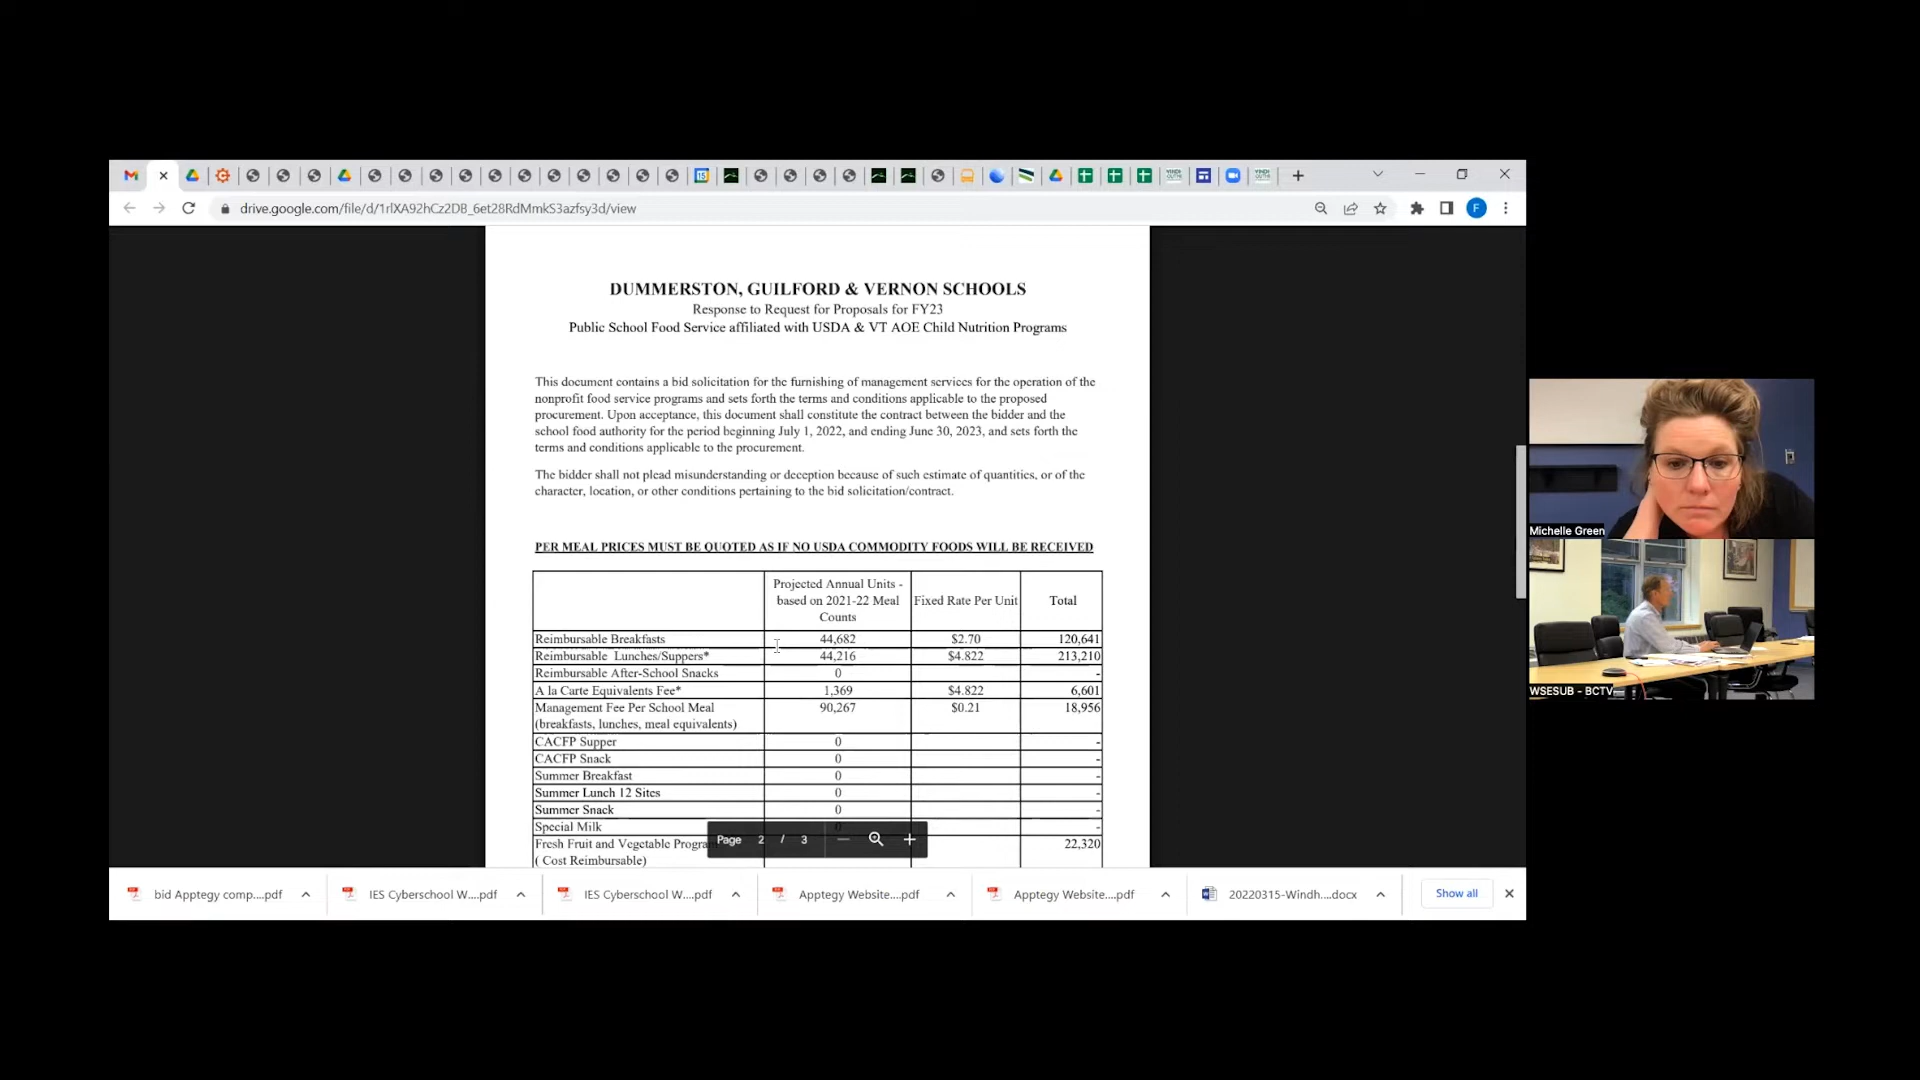 15
drive.google.com/file/d/1rlXA92hCz2DB_6et28RdMmkS3azfsy3d/view
F
DUMMERSTON, GUILFORD & VERNON SCHOOLS
Response to Request for Proposals for FY23
Public School Food Service affiliated with USDA & VT AOE Child Nutrition Programs
This document contains a bid solicitation for the furnishing of management services for the operation of the
nonprofit food service programs and sets forth the terms and conditions applicable to the proposed
procurement. Upon acceptance, this document shall constitute the contract between the bidder and the
school food authority for the period beginning July 1, 2022, and ending June 30, 2023, and sets forth the
terms and conditions applicable to the procurement.
The bidder shall not plead misunderstanding or deception because of such estimate of quantities, or of the
character, location, or other conditions pertaining to the bid solicitation/contract.
PER MEAL PRICES MUST BE QUOTED AS IF NO USDA COMMODITY FOODS WILL BE RECEIVED
Projected Annual Units -
based on 2021-22 Meal
Counts
Fixed Rate Per Unit
Total
Reimbursable Breakfasts 44,682 $2.70 120,641
Reimbursable Lunches/Suppers* 44,216 $4.822 213,210
Reimbursable After-School Snacks 0 -
A la Carte Equivalents Fee* 1,369 $4.822 6,601
Management Fee Per School Meal 90,267 $0.21 18,956
(breakfasts, lunches, meal equivalents)
CACFP Supper 0 -
CACFP Snack 0 -
Summer Breakfast 0 -
Summer Lunch 12 Sites 0 -
Summer Snack 0 -
Special Milk 0 -
Fresh Fruit and Vegetable Program 22,320
( Cost Reimbursable)
Page 2 / 3
bid Apptegy comp....pdf
IES Cyberschool W....pdf
IES Cyberschool W....pdf
Apptegy Website....pdf
Apptegy Website....pdf
20220315-Windh....docx
Show all
Michelle Green
WSESUB - BCTV